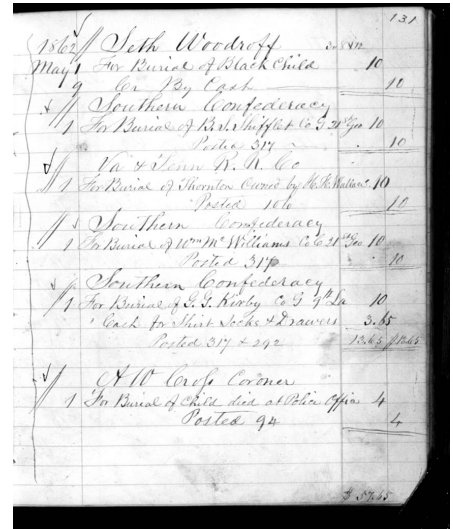 131
1862 Seth Woodroff
May 1 For Burial of Black Child 10
9 Cr By Cash 10
Southern Confederacy
1 For Burial of B. S. Shifflet Co G 21st Geo 10
Posted 317 10
Va & Tenn R. R. Co
1 For Burial of Thornton Owned by H. H. Wallace 10
Posted 106 10
Southern Confederacy
1 For Burial of Wm McWilliams Co C 21st Geo 10
Posted 317 10
Southern Confederacy
1 For Burial of G. G. Kirby Co G 9th La 10
" Cash for Shirt Socks & Drawers 3.65
Posted 317 & 292 13.65 13.65
A W Cross Coroner
1 For Burial of Child died at Police Office 4
Posted 94 4
$ 57.65